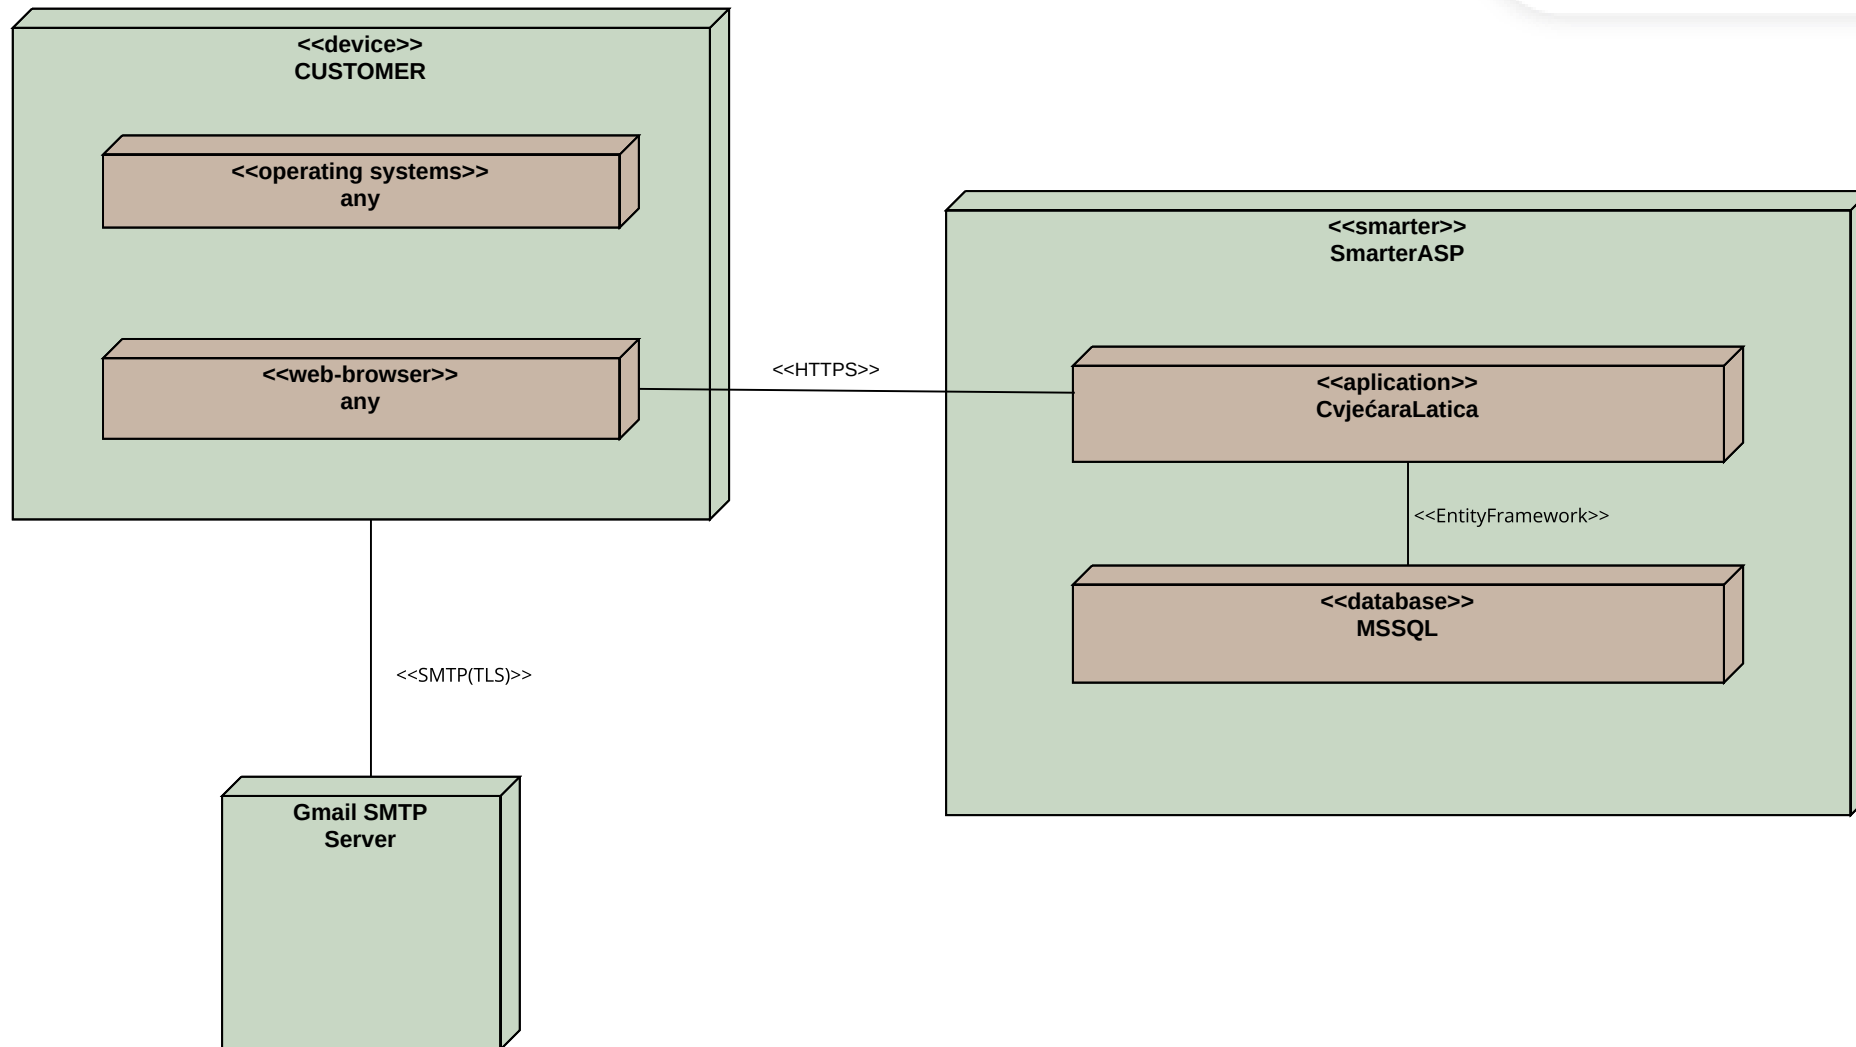 <<device>>
CUSTOMER
<<operating systems>>
any
<<web-browser>>
any
<<HTTPS>>
<<smarter>>
SmarterASP
<<aplication>>
CvjećaraLatica
<<EntityFramework>>
<<database>>
MSSQL
<<SMTP(TLS)>>
Gmail SMTP
Server